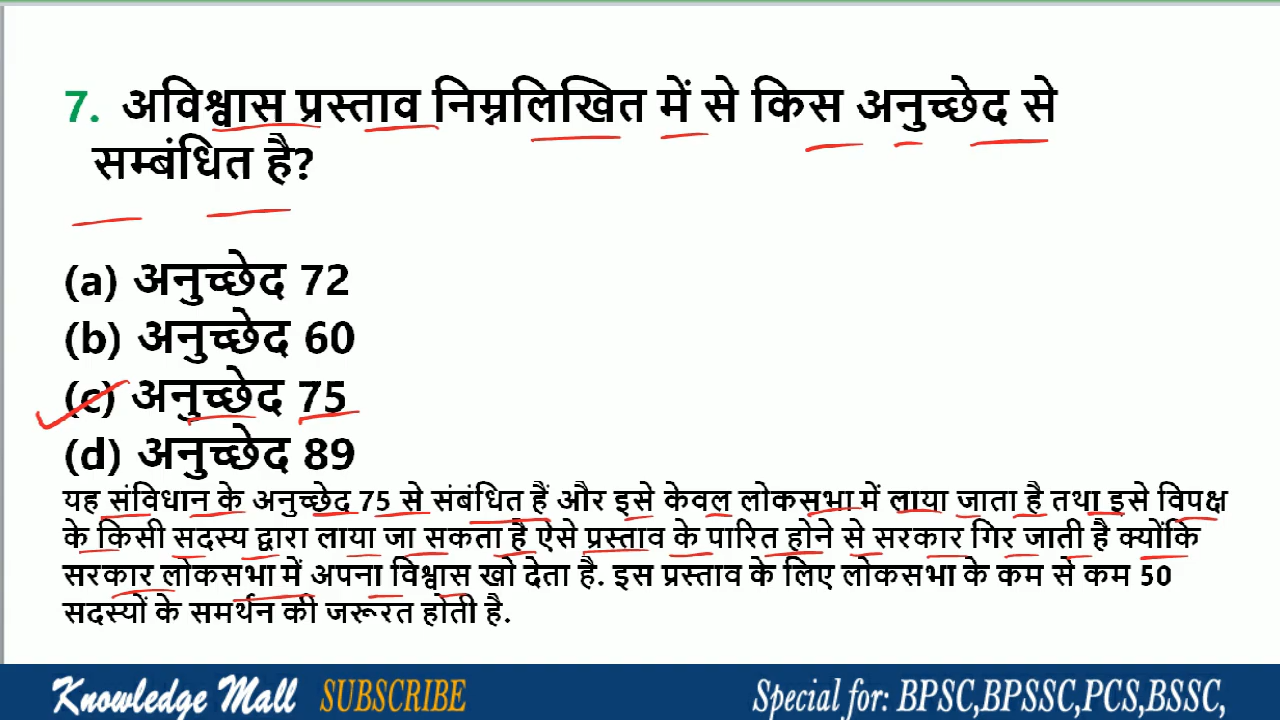 7. अविश्वास प्रस्ताव निम्नलिखित में से किस अनुच्छेद से
सम्बंधित है?
(a) अनुच्छेद 72
(b) अनुच्छेद 60
(c) अनुच्छेद 75
(d) अनुच्छेद 89
यह संविधान के अनुच्छेद 75 से संबंधित हैं और इसे केवल लोकसभा में लाया जाता है तथा इसे विपक्ष
के किसी सदस्य द्वारा लाया जा सकता है ऐसे प्रस्ताव के पारित होने से सरकार गिर जाती है क्योंकि
सरकार लोकसभा में अपना विश्वास खो देता है. इस प्रस्ताव के लिए लोकसभा के कम से कम 50
सदस्यों के समर्थन की जरूरत होती है.
Knowledge Mall SUBSCRIBE Special for: BPSC,BPSSC,PCS,BSSC,